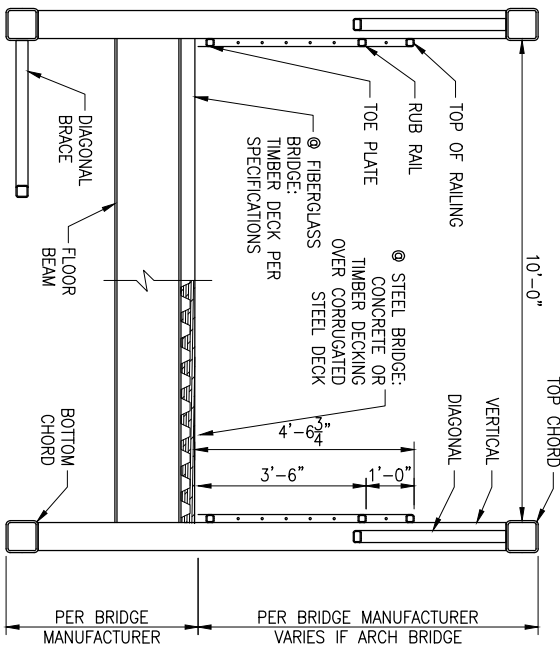 TOP CHORD
VERTICAL
DIAGONAL
10'-0"
TOP OF RAILING
RUB RAIL
TOE PLATE
@ STEEL BRIDGE:
CONCRETE OR
TIMBER DECKING
OVER CORRUGATED
STEEL DECK
@ FIBERGLASS
BRIDGE:
TIMBER DECK PER
SPECIFICATIONS
4'-6 3/4"
3'-6"
1'-0"
DIAGONAL
BRACE
FLOOR
BEAM
BOTTOM
CHORD
PER BRIDGE
MANUFACTURER
PER BRIDGE MANUFACTURER
VARIES IF ARCH BRIDGE